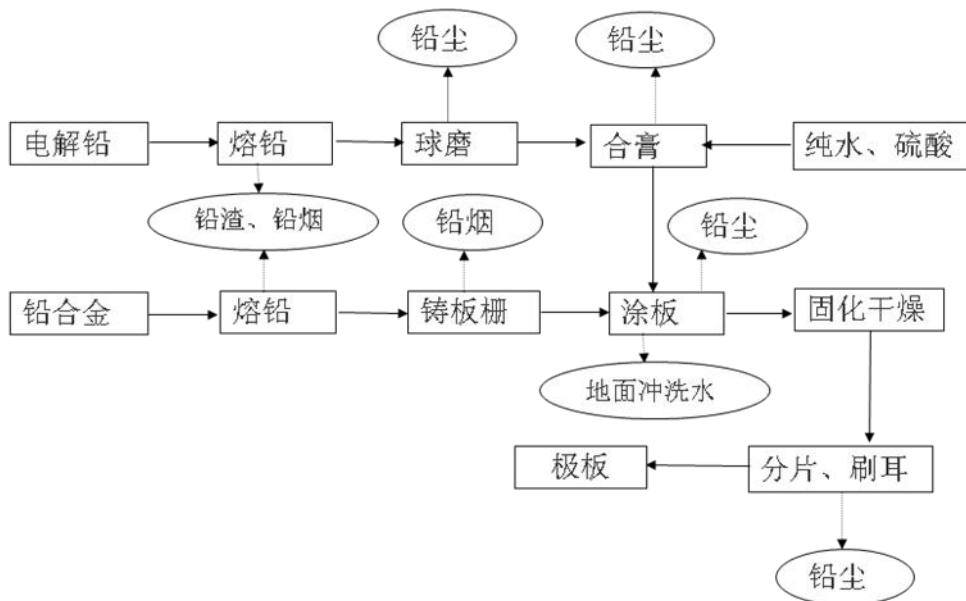 铅尘
铅尘
电解铅
熔铅
球磨
合膏
纯水、硫酸
铅渣、铅烟
铅烟
铅尘
铅合金
熔铅
铸板栅
涂板
固化干燥
地面冲洗水
极板
分片、刷耳
铅尘